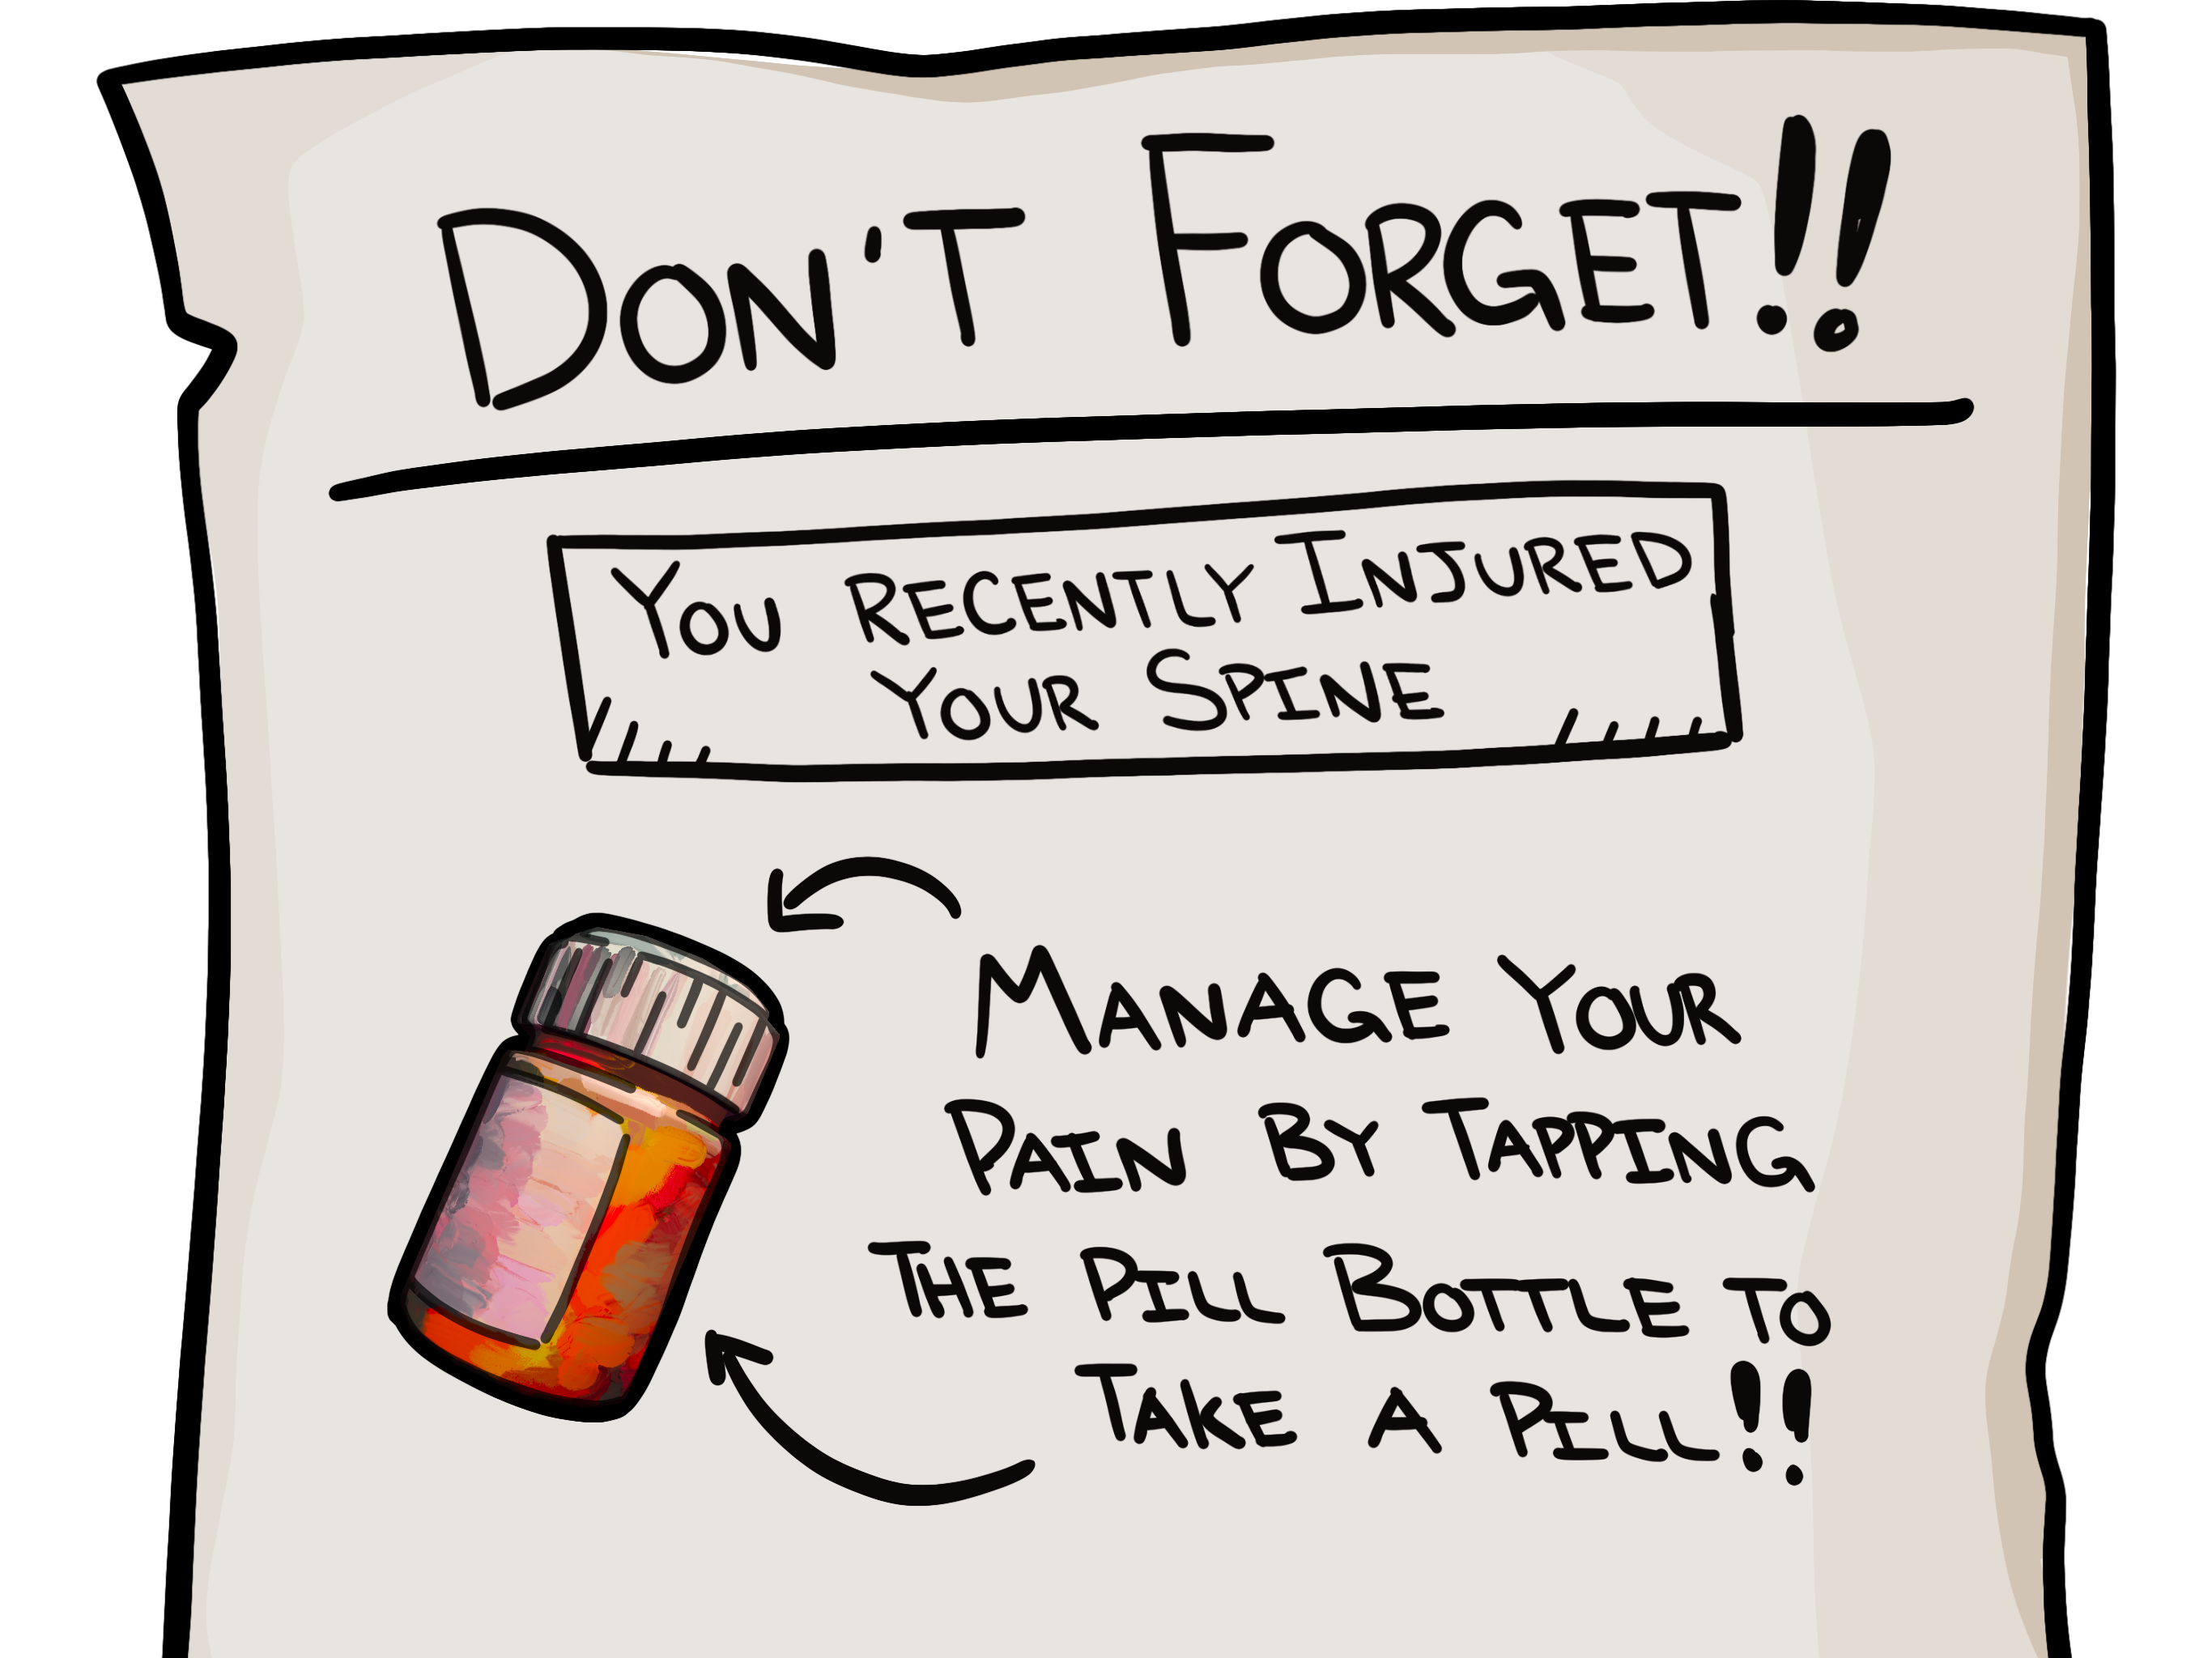 Don't Forget!!
You recently Injured
your Spine
Manage Your
Pain By Tapping
The Pill Bottle to
Take a Pill!!